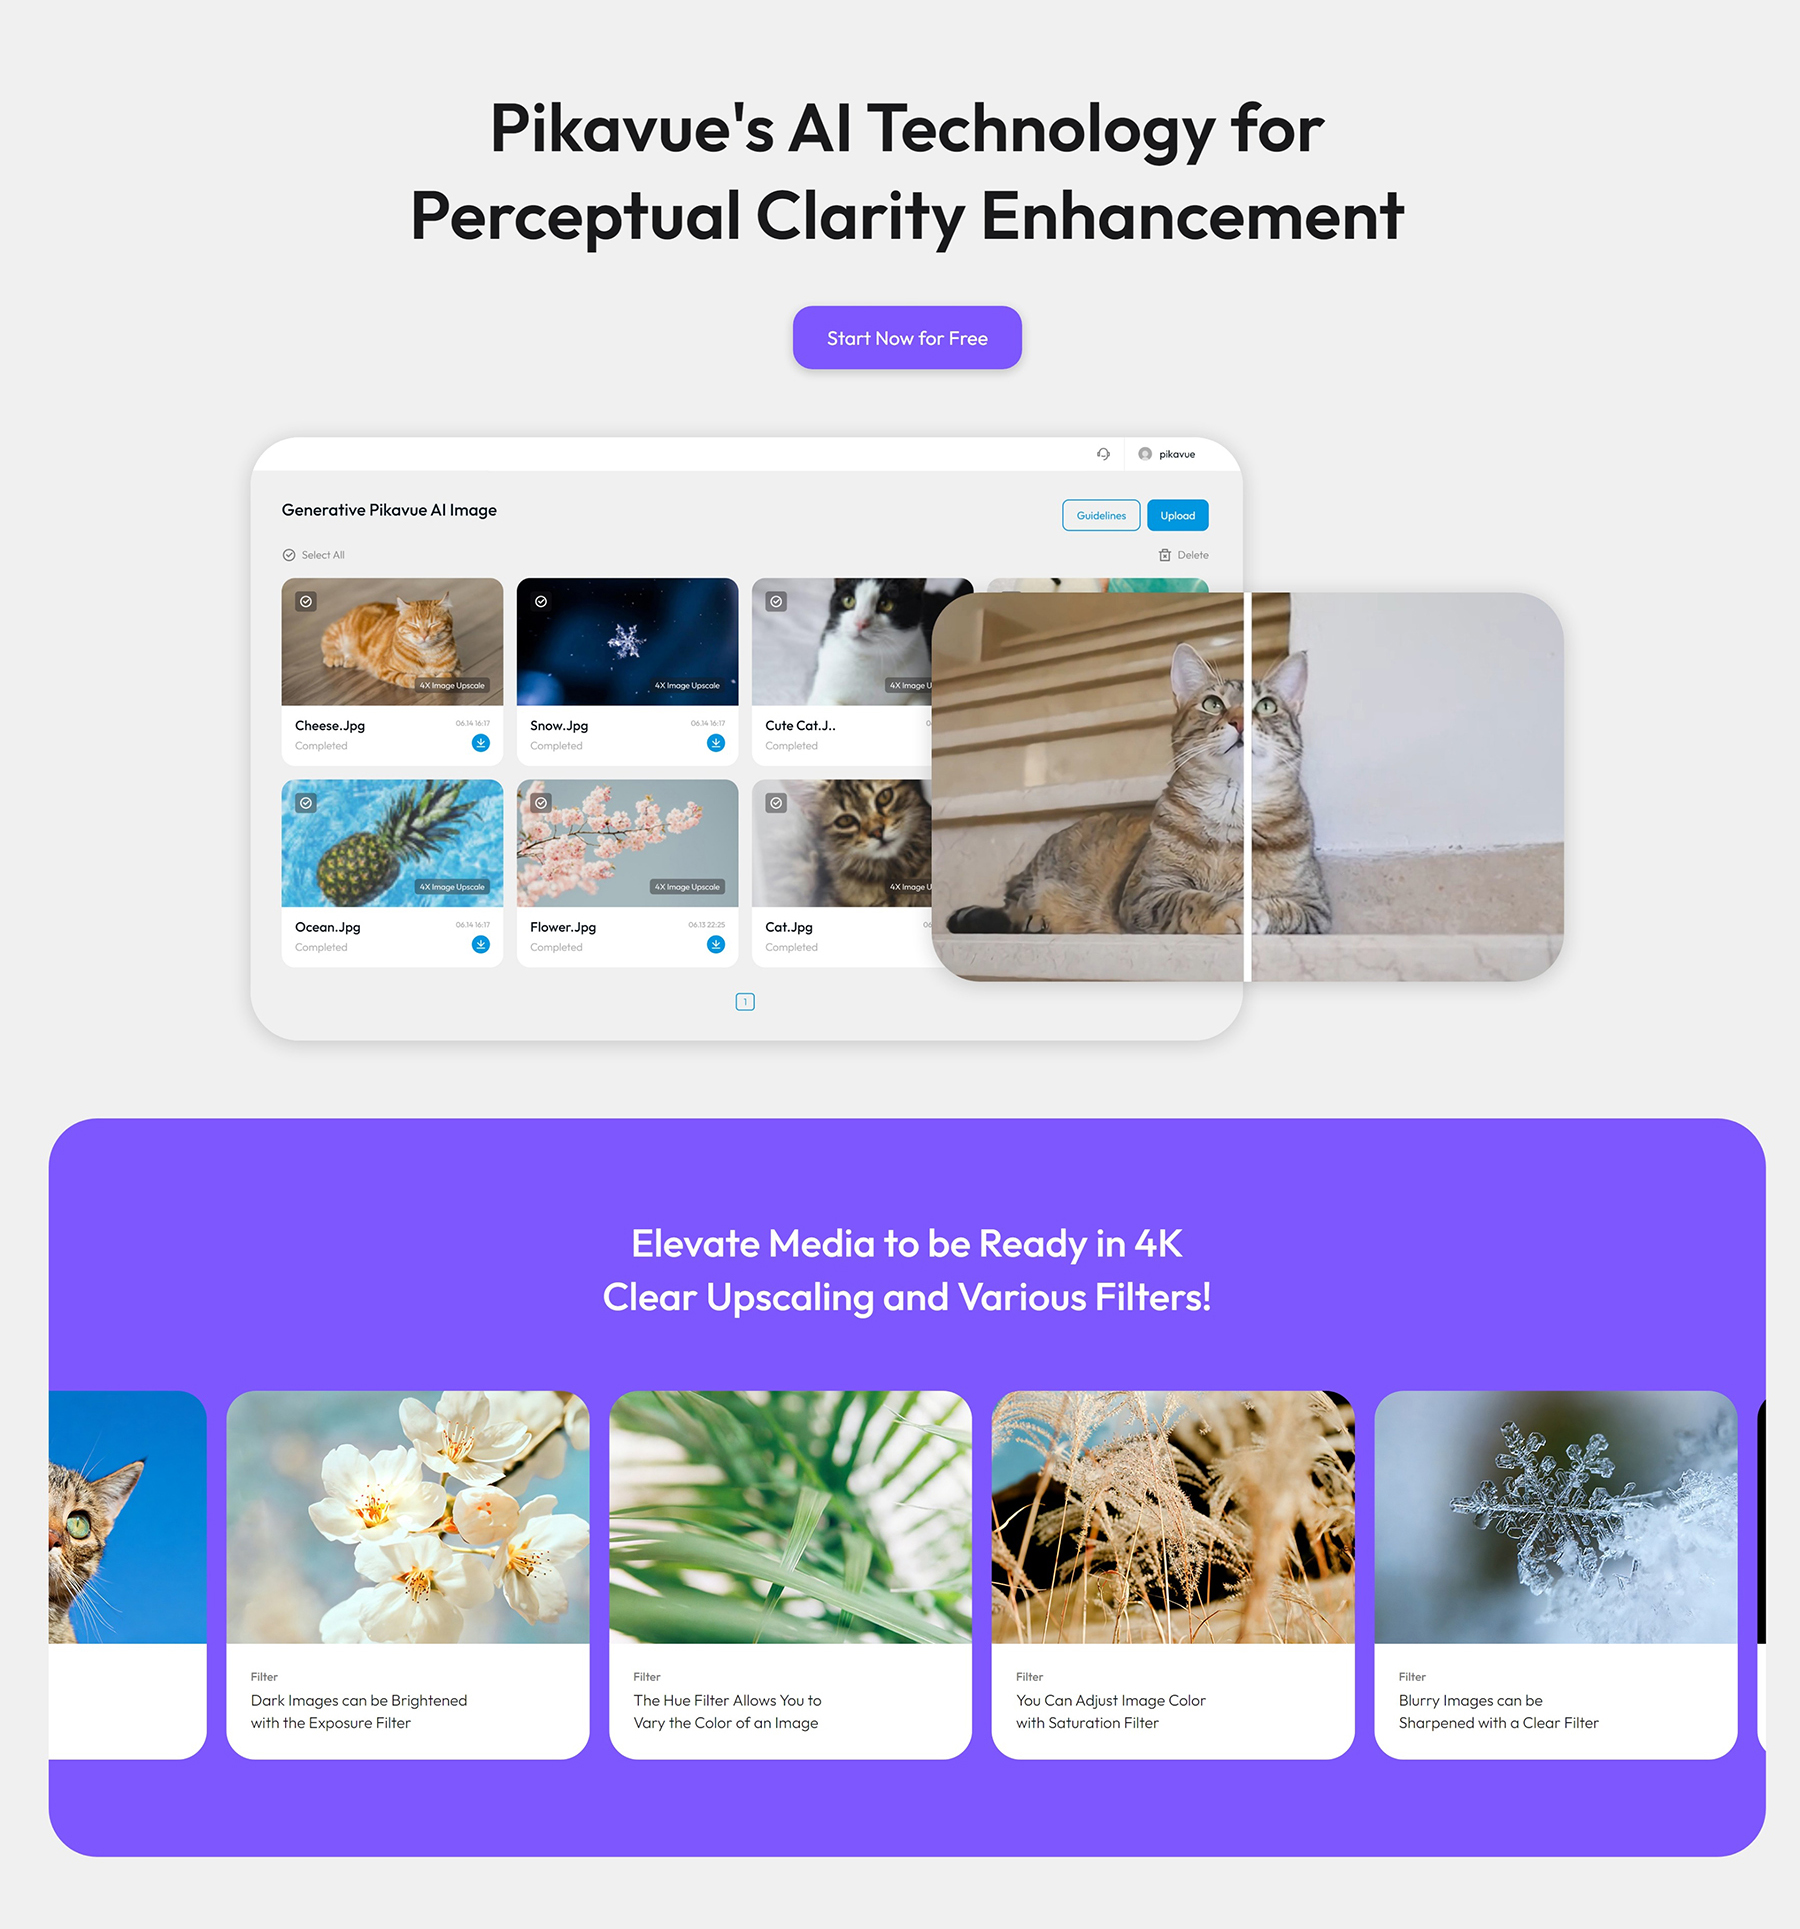 Pikavue's AI Technology for
Perceptual Clarity Enhancement
Start Now for Free
pikavue
Generative Pikavue AI Image
Guidelines
Upload
Select All
Delete
4X Image Upscale
4X Image Upscale
4X Image U
Cheese.Jpg
06.14 16:17
Completed
Snow.Jpg
06.14 16:17
Completed
Cute Cat.J..
Completed
4X Image Upscale
4X Image Upscale
4X Image U
Ocean.Jpg
06.14 16:17
Completed
Flower.Jpg
06.13 22:25
Completed
Cat.Jpg
06
Completed
1
Elevate Media to be Ready in 4K
Clear Upscaling and Various Filters!
Filter
Dark Images can be Brightened
with the Exposure Filter
Filter
The Hue Filter Allows You to
Vary the Color of an Image
Filter
You Can Adjust Image Color
with Saturation Filter
Filter
Blurry Images can be
Sharpened with a Clear Filter